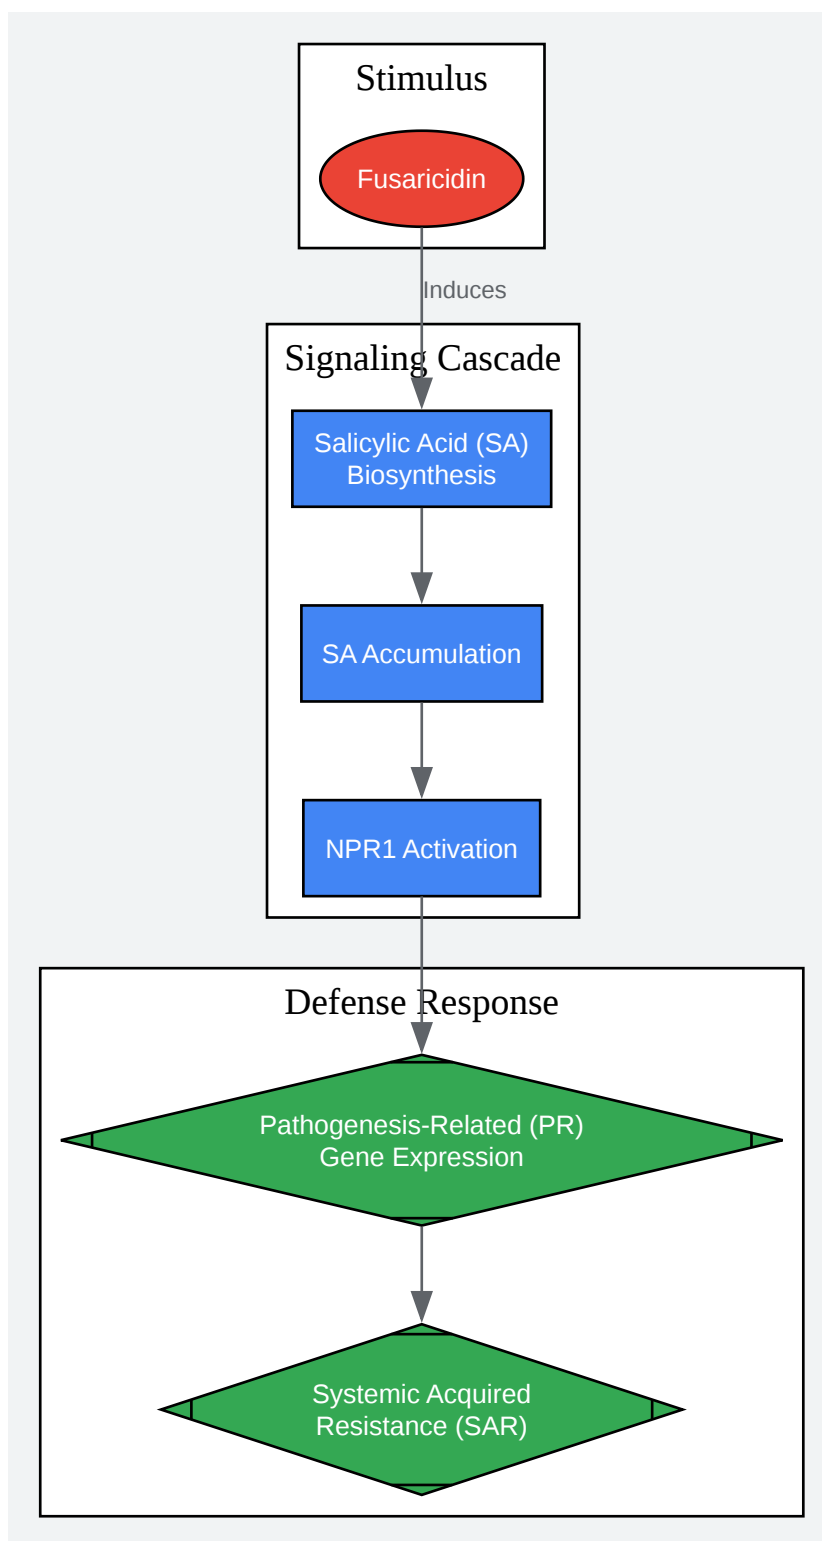 Stimulus
Fusaricidin
Induces
Signaling Cascade
Salicylic Acid (SA)
Biosynthesis
SA Accumulation
NPR1 Activation
Defense Response
Pathogenesis-Related (PR)
Gene Expression
Systemic Acquired
Resistance (SAR)